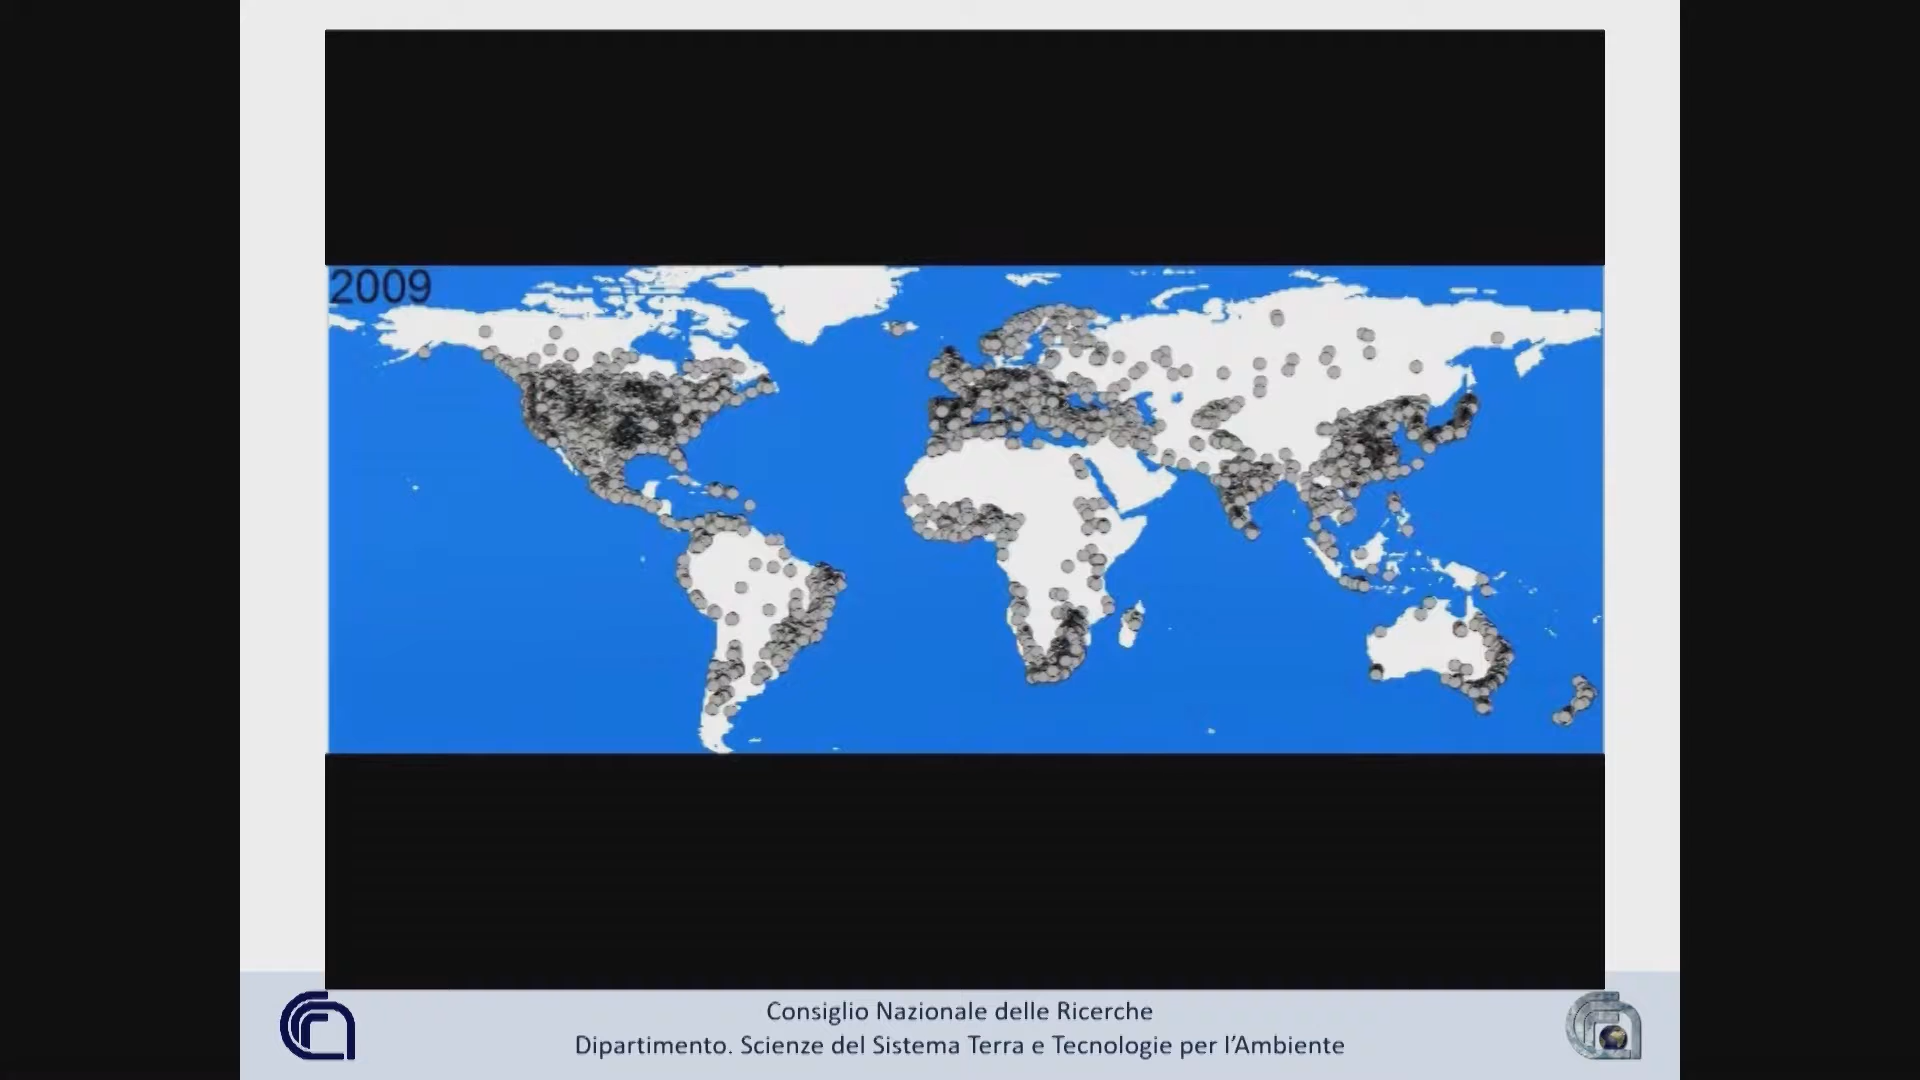 2009
Consiglio Nazionale delle Ricerche
Dipartimento. Scienze del Sistema Terra e Tecnologie per l'Ambiente